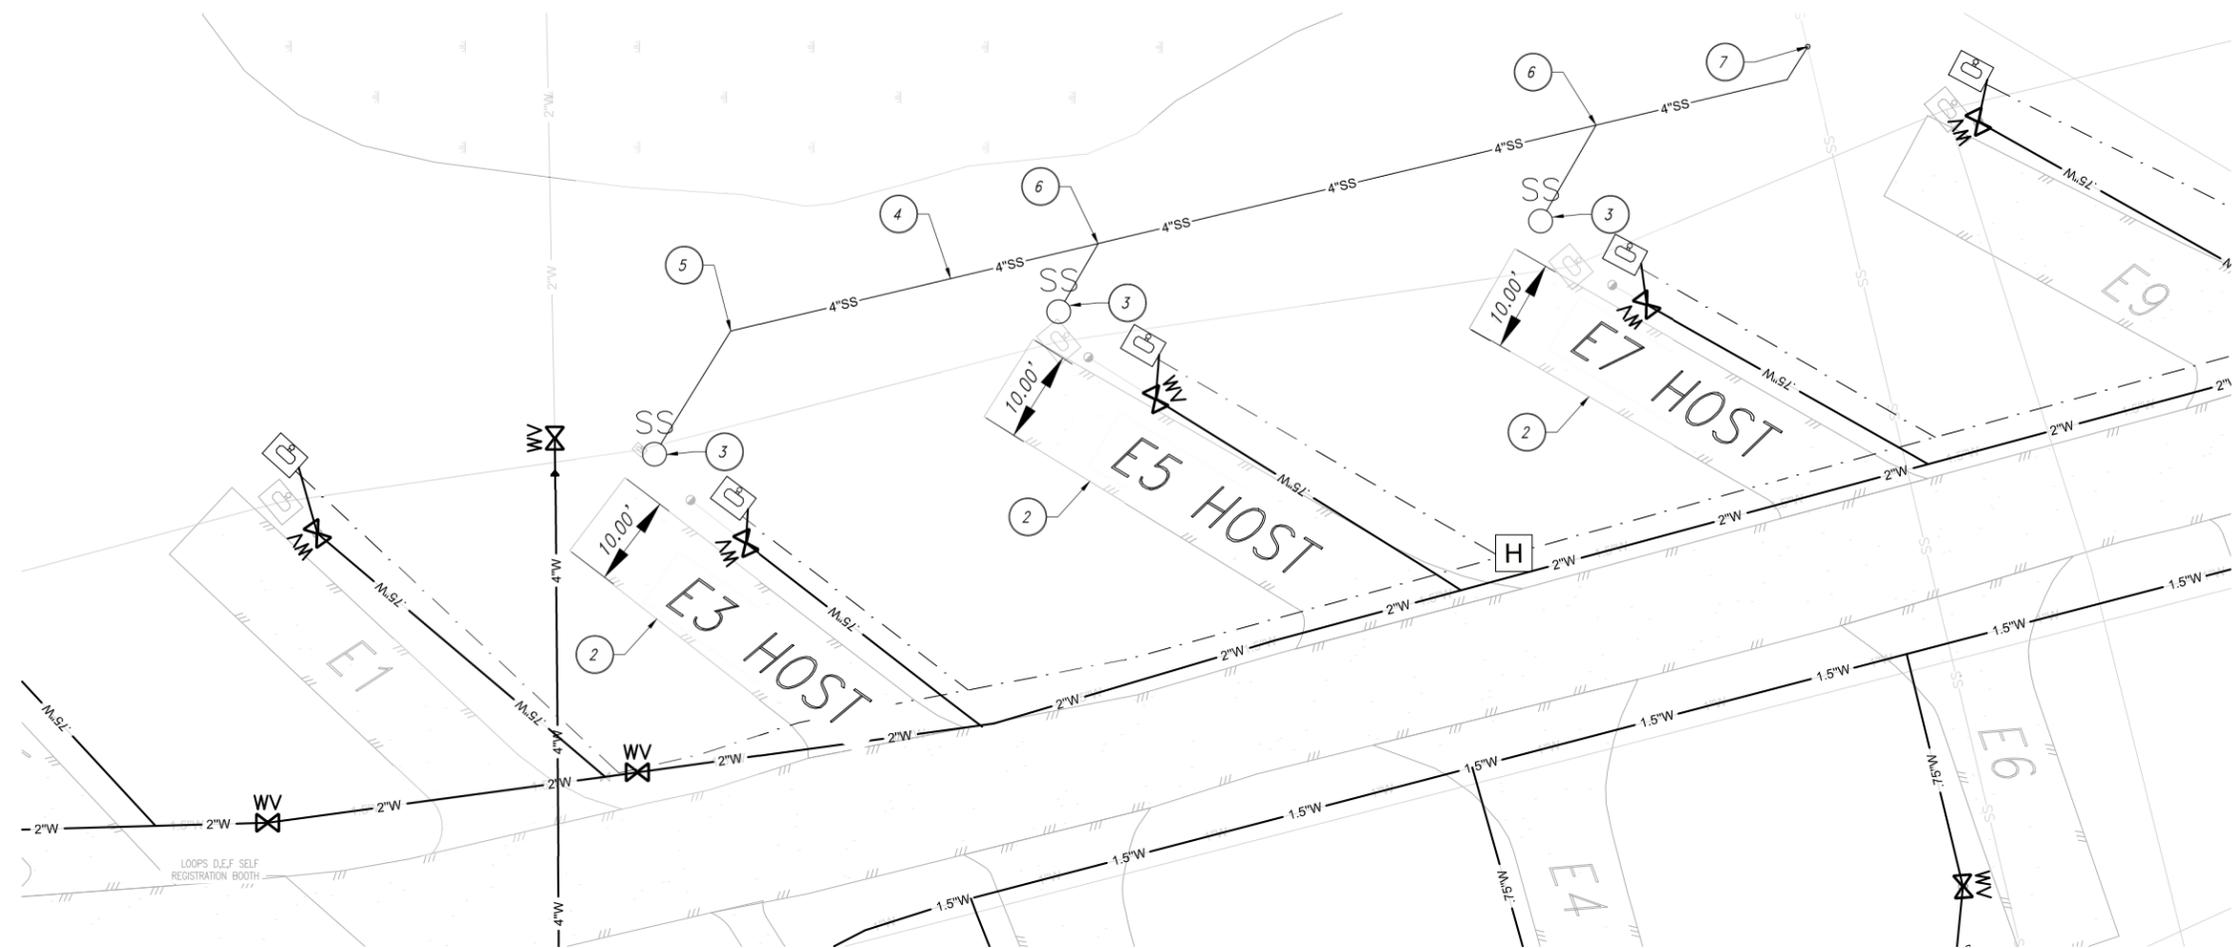 2"W
2"W
7
6
4"SS
4"SS
WV
.75"W
SS
SS
6
4"SS
3
4
4"SS
SS
5
4"SS
SS
3
10.00'
WV
E7 HOST
.75"W
E9
W
SS
3
10.00'
WV
E5 HOST
.75"W
2
2"W
2"W
2"W
2"W
H
2"W
2"W
2"W
2"W
2
SS
3
WV
10.00'
WV
E3 HOST
.75"W
2
WV
.75"W
E1
.75"W
4"W
4"W
2"W
WV
2"W
2"W
.75"W
2"W
2"W
WV
2"W
LOOPS D,E,F SELF
REGISTRATION BOOTH
4"W
1.5"W
1.5"W
1.5"W
1.5"W
1.5"W
1.5"W
1.5"W
1.5"W
SS
SS
SS
.75"W
E4
.75"W
E6
WV
SS